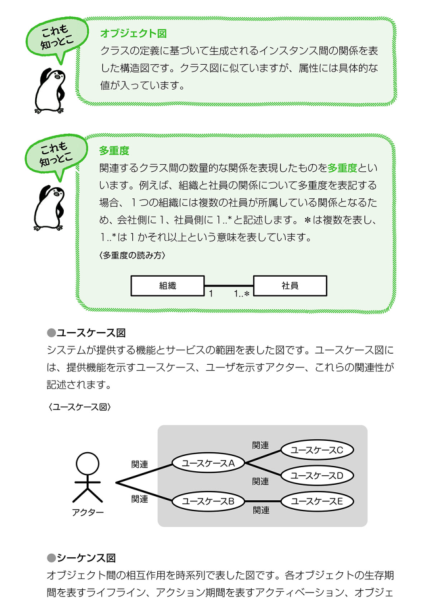 これも
知っとこ
オブジェクト図
クラスの定義に基づいて生成されるインスタンス間の関係を表
した構造図です。クラス図に似ていますが、属性には具体的な
値が入っています。
これも
知っとこ
多重度
関連するクラス間の数量的な関係を表現したものを多重度とい
います。例えば、組織と社員の関係について多重度を表記する
場合、1つの組織には複数の社員が所属している関係となるた
め、会社側に1、社員側に1..*と記述します。＊は複数を表し、
1..*は1かそれ以上という意味を表しています。
〈多重度の読み方〉
組織
社員
1
1..＊
●ユースケース図
システムが提供する機能とサービスの範囲を表した図です。ユースケース図に
は、提供機能を示すユースケース、ユーザを示すアクター、これらの関連性が
記述されます。
〈ユースケース図〉
関連
ユースケースC
関連
ユースケースA
関連
ユースケースD
関連
ユースケースB
ユースケースE
関連
アクター
●シーケンス図
オブジェクト間の相互作用を時系列で表した図です。各オブジェクトの生存期
間を表すライフライン、アクション期間を表すアクティベーション、オブジェ